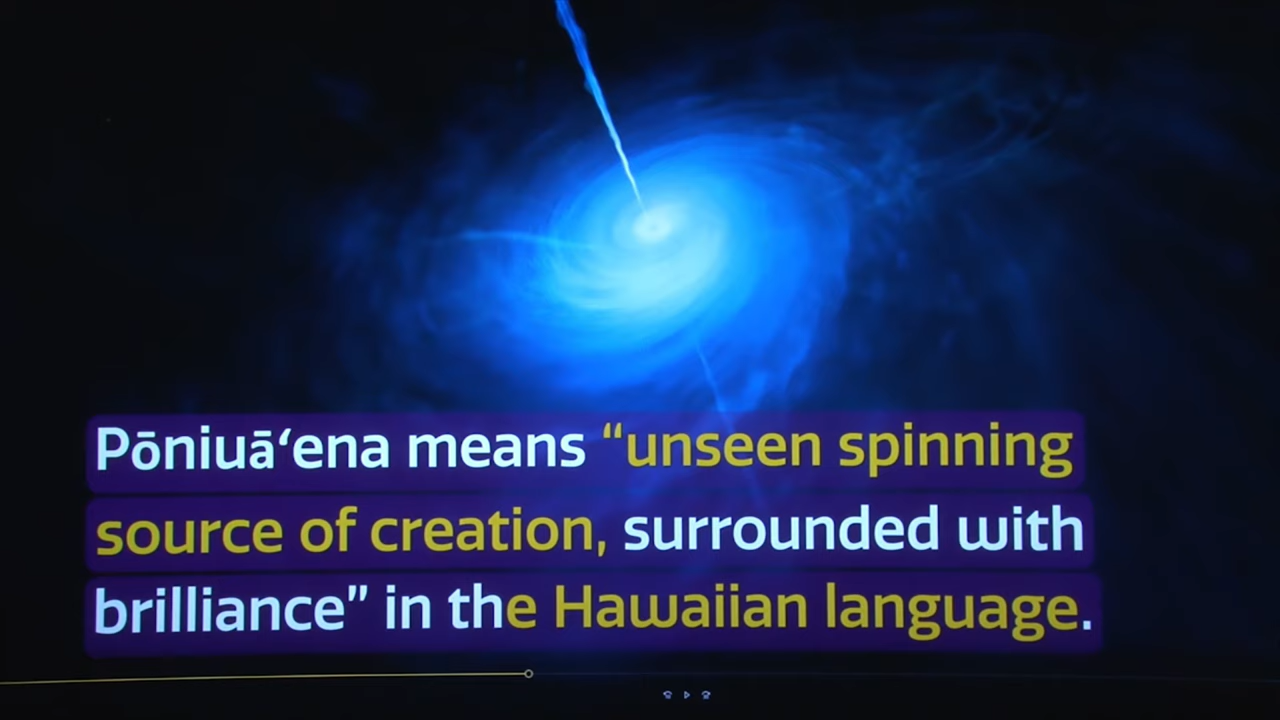 Pōniuāʻena means “unseen spinning
source of creation, surrounded with
brilliance” in the Hawaiian language.